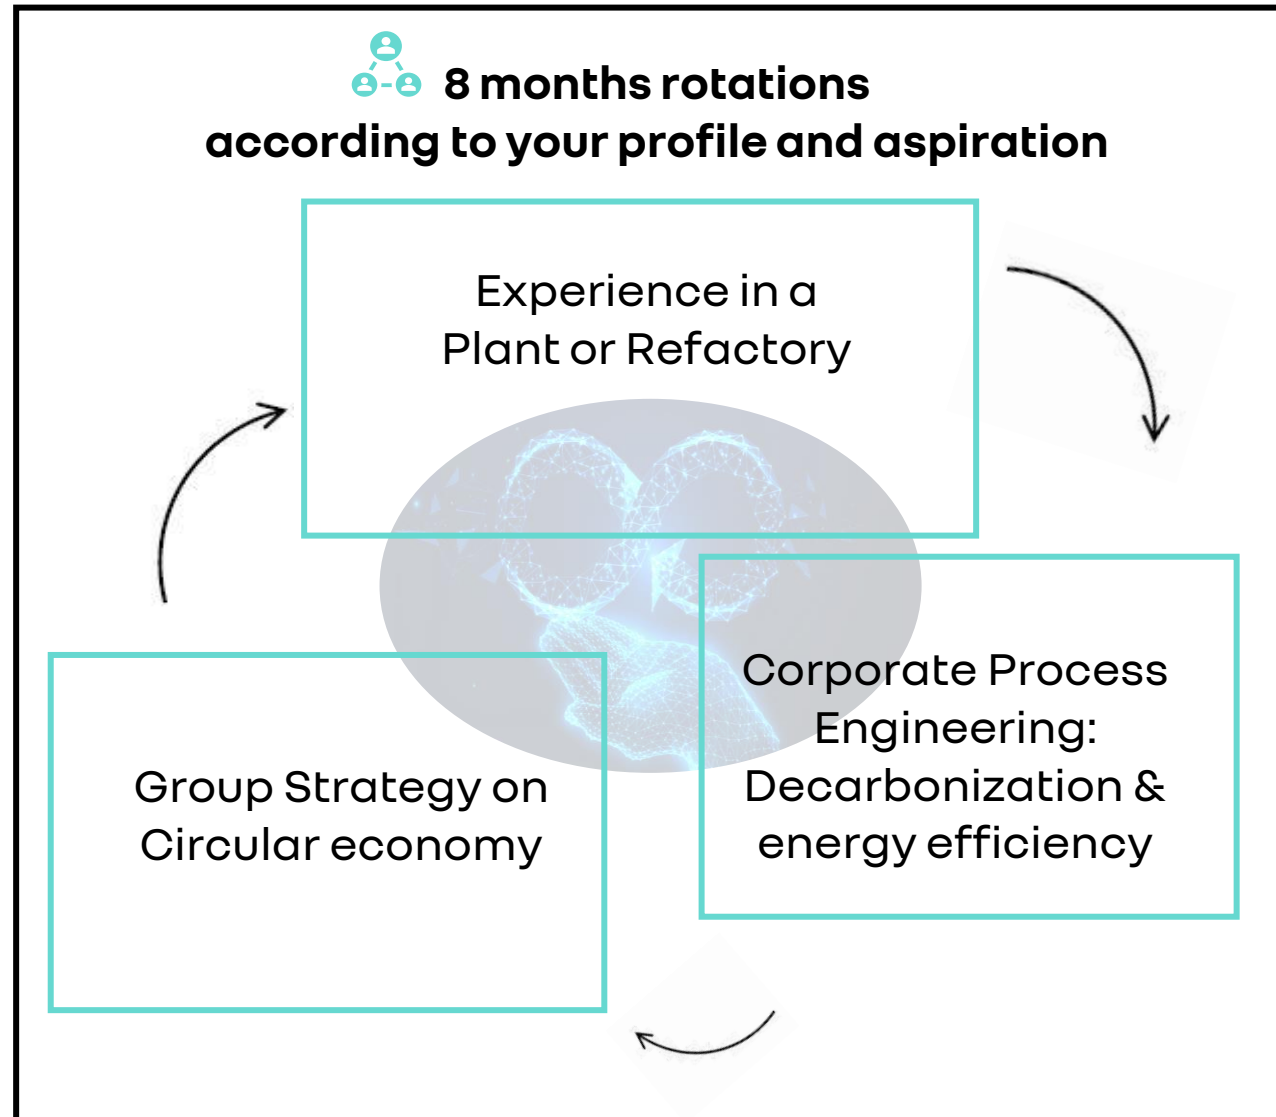 8 months rotations
according to your profile and aspiration
Experience in a
Plant or Refactory
Corporate Process
Engineering:
Decarbonization &
energy efficiency
Group Strategy on
Circular economy